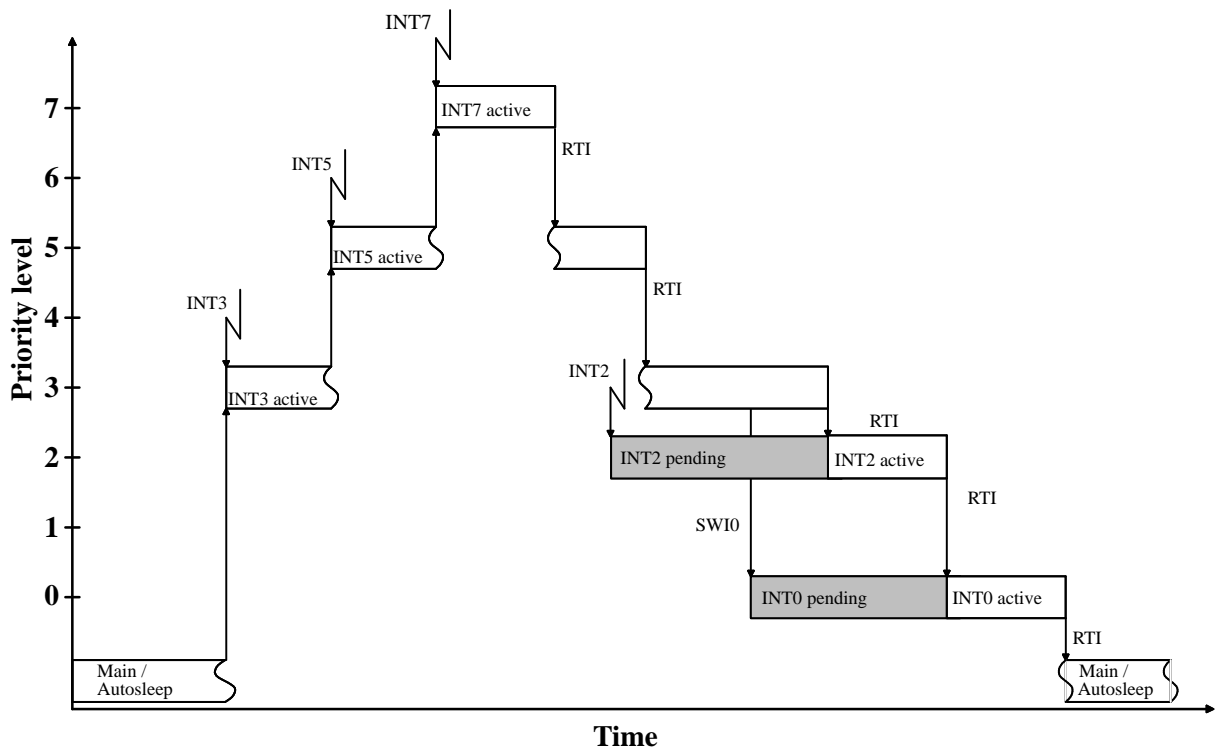 INT7
7
INT7 active
INT5
RTI
6
5
INT5 active
INT3
RTI
4
INT2
3
INT3 active
RTI
2
INT2 pending
INT2 active
RTI
1
SWI0
0
INT0 pending
INT0 active
RTI
Main /
Autosleep
Main /
Autosleep
Priority level
Time